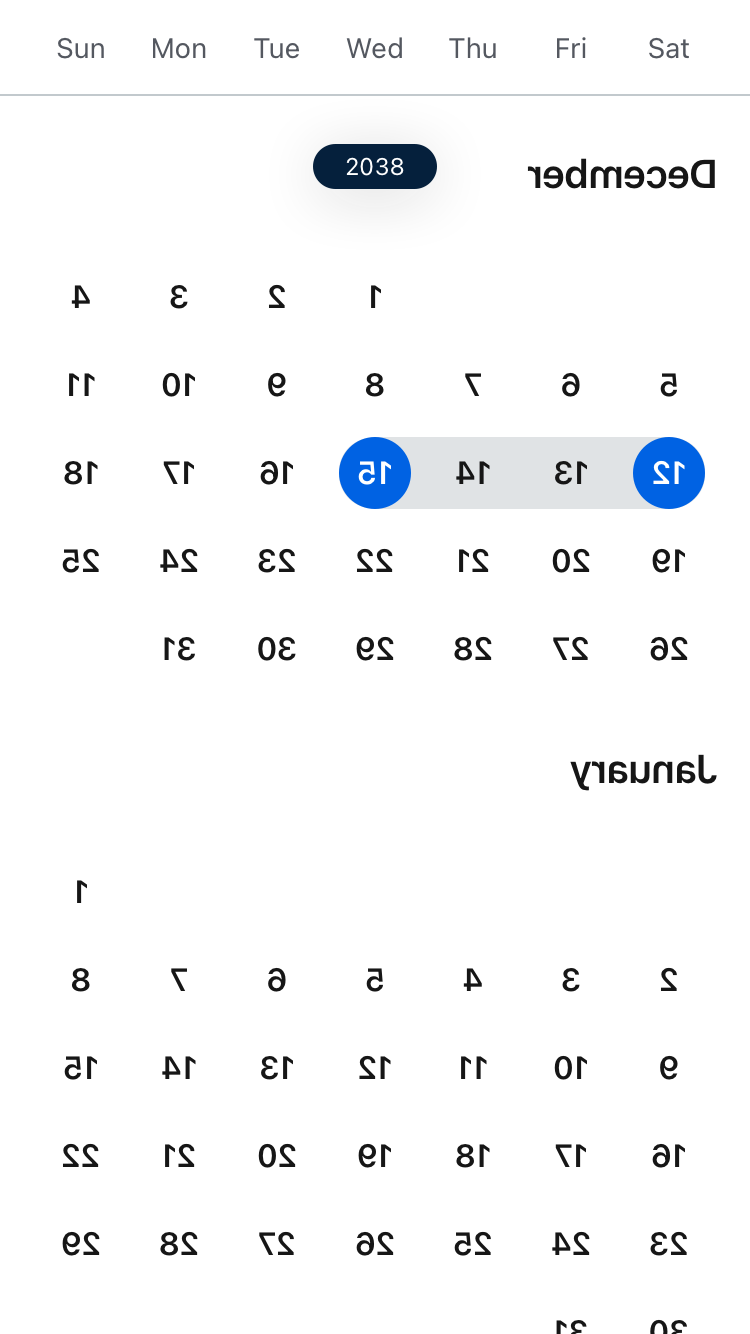 Sun Mon Tue Wed Thu Fri Sat
2038
December
1 2 3 4
5 6 7 8 9 10 11
12 13 14 15 16 17 18
19 20 21 22 23 24 25
26 27 28 29 30 31
January
1
2 3 4 5 6 7 8
9 10 11 12 13 14 15
16 17 18 19 20 21 22
23 24 25 26 27 28 29
30 31